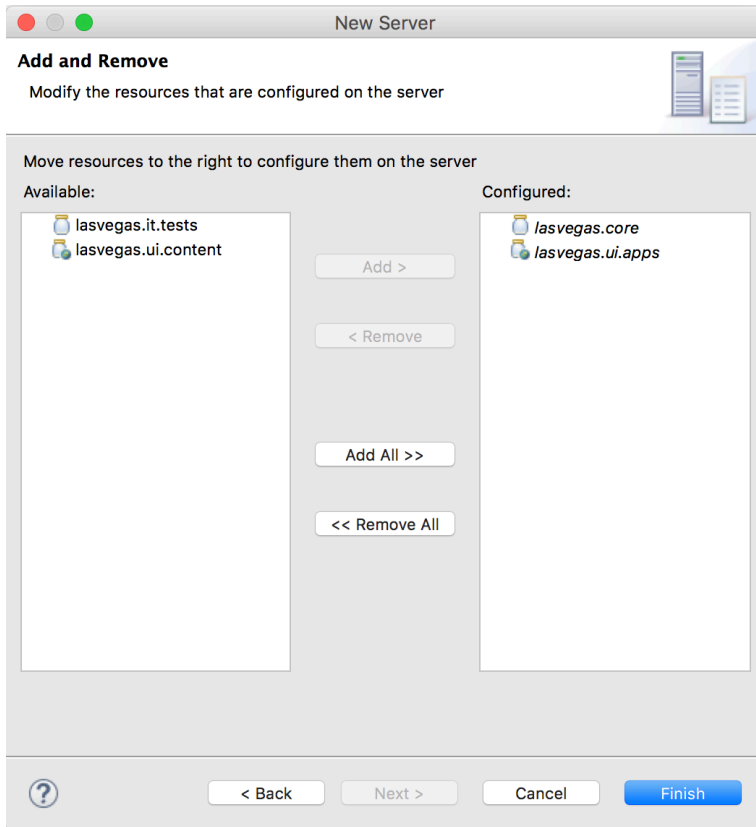 New Server
Add and Remove
Modify the resources that are configured on the server
Move resources to the right to configure them on the server
Available:
Configured:
lasvegas.it.tests
lasvegas.ui.content
lasvegas.core
lasvegas.ui.apps
Add >
< Remove
Add All >>
<< Remove All
?
< Back
Next >
Cancel
Finish